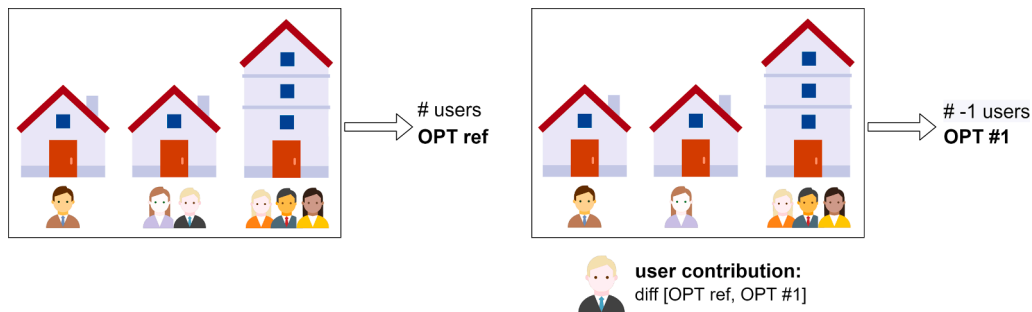 # users
OPT ref
# -1 users
OPT #1
user contribution:
diff [OPT ref, OPT #1]